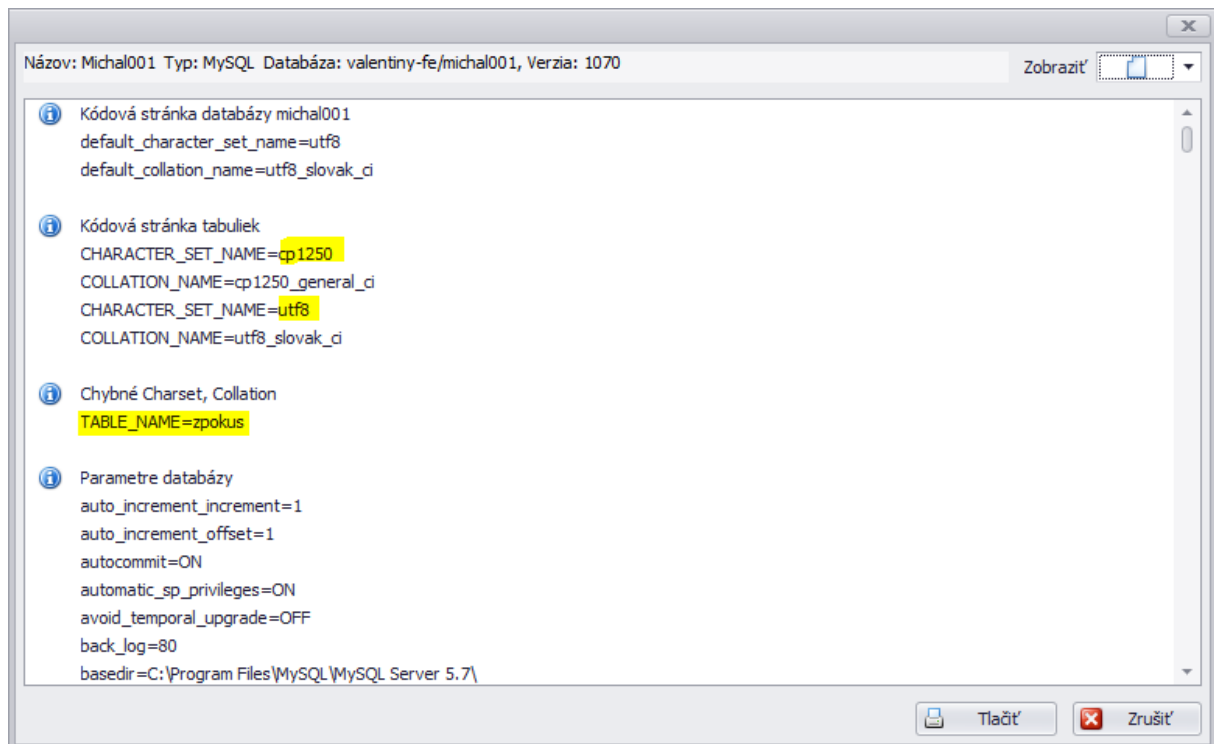 Názov: Michal001 Typ: MySQL Databáza: valentiny-fe/michal001, Verzia: 1070
Zobraziť
Kódová stránka databázy michal001
default_character_set_name=utf8
default_collation_name=utf8_slovak_ci
Kódová stránka tabuliek
CHARACTER_SET_NAME=cp1250
COLLATION_NAME=cp1250_general_ci
CHARACTER_SET_NAME=utf8
COLLATION_NAME=utf8_slovak_ci
Chybné Charset, Collation
TABLE_NAME=zpokus
Parametre databázy
auto_increment_increment=1
auto_increment_offset=1
autocommit=ON
automatic_sp_privileges=ON
avoid_temporal_upgrade=OFF
back_log=80
basedir=C:\Program Files\MySQL\MySQL Server 5.7\
Tlačiť
Zrušiť